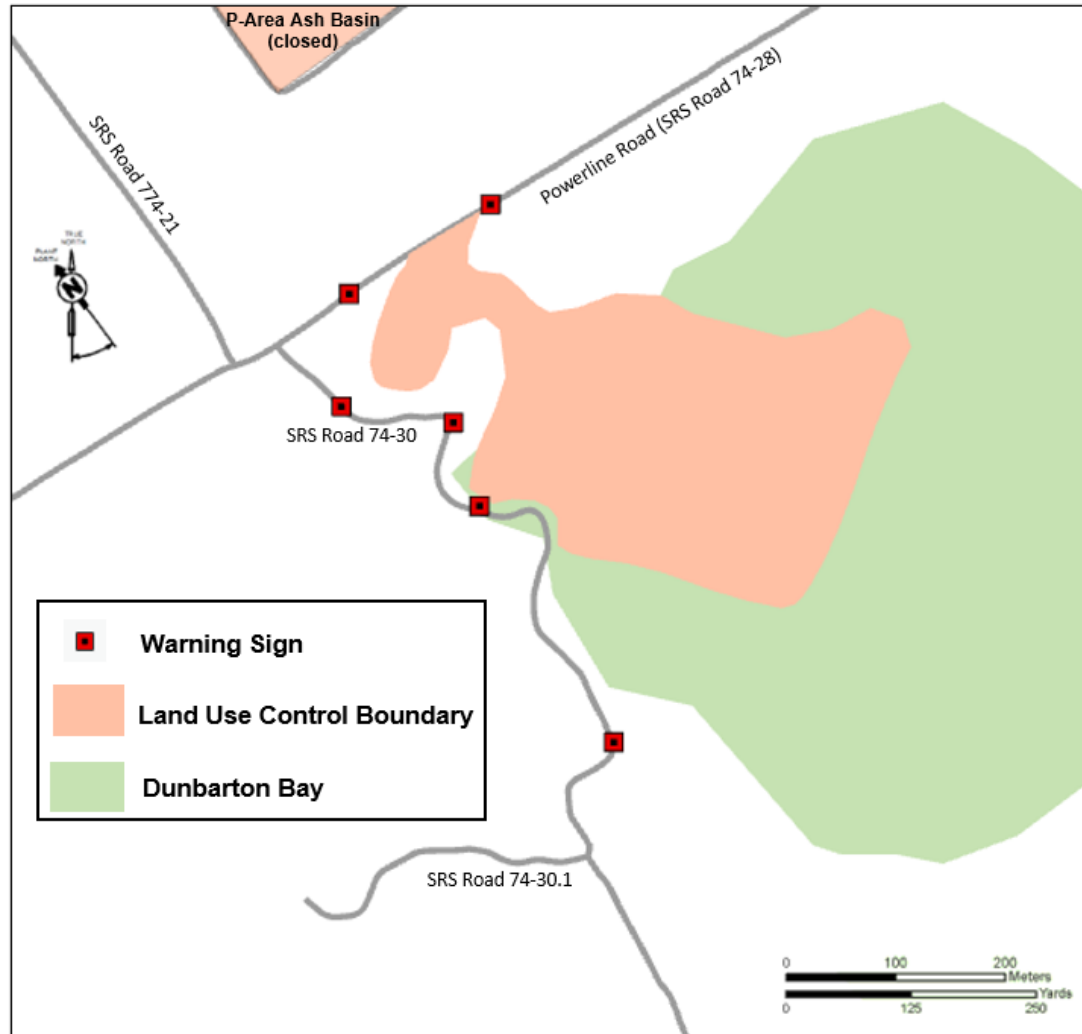 P-Area Ash Basin
(closed)
SRS Road 774-21
Powerline Road (SRS Road 74-28)
TRUE
NORTH
PLANT
NORTH
N
SRS Road 74-30
Warning Sign
Land Use Control Boundary
Dunbarton Bay
SRS Road 74-30.1
0 100 200
Meters
Yards
0 125 250